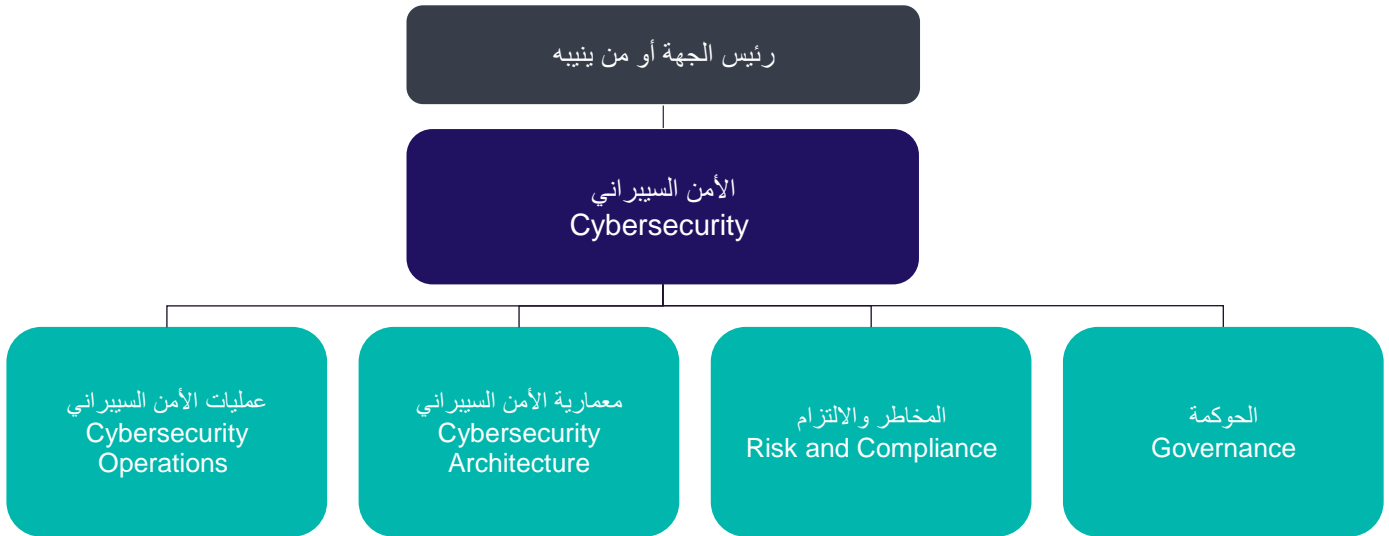 رئيس الجهة أو من ينيبه
الأمن السيبراني
Cybersecurity
الحوكمة
Governance
المخاطر والالتزام
Risk and Compliance
معمارية الأمن السيبراني
Cybersecurity
Architecture
عمليات الأمن السيبراني
Cybersecurity
Operations